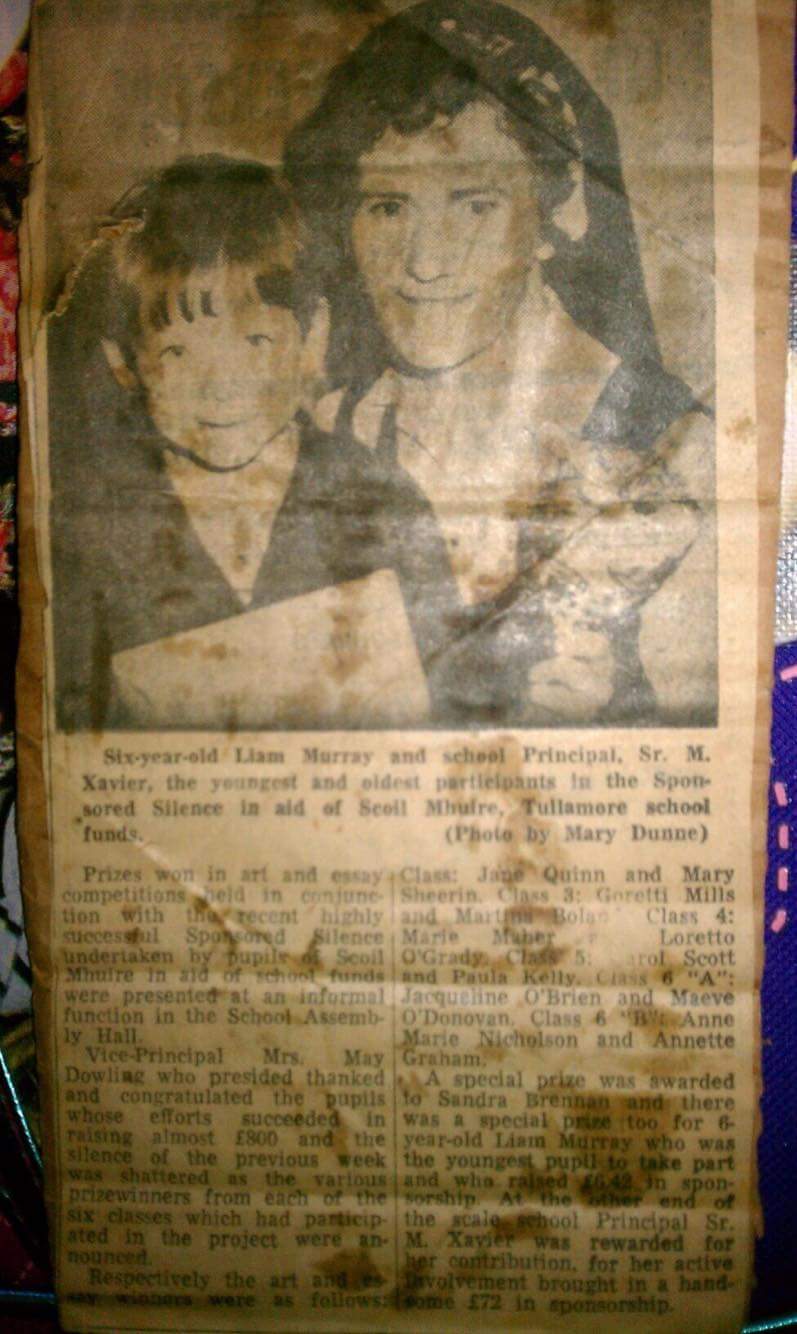 Six-year-old Liam Murray and school Principal, Sr. M.
Xavier, the youngest and oldest participants in the Spon-
sored Silence in aid of Scoil Mhuire, Tullamore school
funds. (Photo by Mary Dunne)
Prizes won in art and essay
competitions held in conjunc-
tion with the recent highly
successful Sponsored Silence
undertaken by pupils of Scoil
Mhuire in aid of school funds
were presented at an informal
function in the School Assemb-
ly Hall.
Vice-Principal Mrs. May
Dowling who presided thanked
and congratulated the pupils
whose efforts succeeded in
raising almost £800 and the
silence of the previous week
was shattered as the various
prizewinners from each of the
six classes which had particip-
ated in the project were an-
nounced.
Respectively the art and es-
say winners were as follows:
Class: Jane Quinn and Mary
Sheerin. Class 3: Goretti Mills
and Martina Class 4:
Marie Maher Loretto
O'Grady. Class 5: Scott
and Paula Kelly. Class 6 "A":
Jacqueline O'Brien and Maeve
O'Donovan. Class 6 "B": Anne
Marie Nicholson and Annette
Graham.
A special prize was awarded
to Sandra Brennan and there
was a special prize too for 6-
year-old Liam Murray who was
the youngest pupil to take part
and who raised £6.42 in spon-
sorship. At the other end of
the scale school Principal Sr.
M. Xavier was rewarded for
her contribution, for her active
involvement brought in a hand-
some £72 in sponsorship.